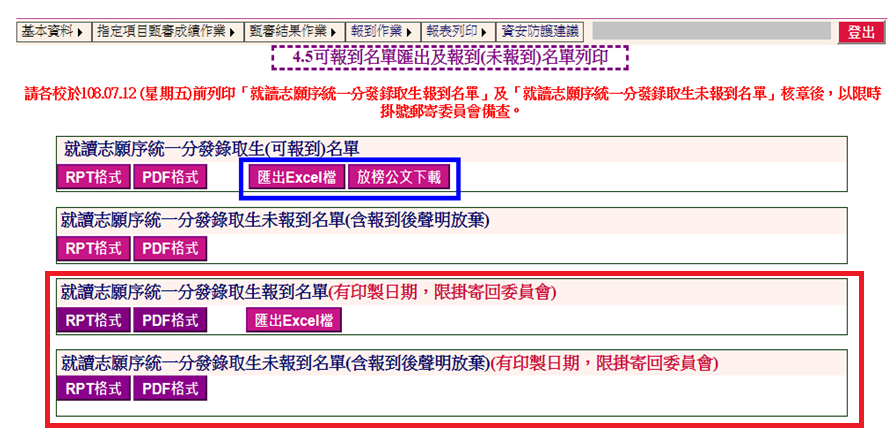 基本資料 指定項目甄審成績作業 甄審結果作業 報到作業 報表列印 資安防護建議 登出
4.5可報到名單匯出及報到(未報到)名單列印
請各校於108.07.12 (星期五)前列印「就讀志願序統一分發錄取生報到名單」及「就讀志願序統一分發錄取生未報到名單」核章後，以限時
掛號郵寄委員會備查。
就讀志願序統一分發錄取生(可報到)名單
RPT格式 PDF格式 匯出Excel檔 放榜公文下載
就讀志願序統一分發錄取生未報到名單(含報到後聲明放棄)
RPT格式 PDF格式
就讀志願序統一分發錄取生報到名單(有印製日期，限掛寄回委員會)
RPT格式 PDF格式 匯出Excel檔
就讀志願序統一分發錄取生未報到名單(含報到後聲明放棄)(有印製日期，限掛寄回委員會)
RPT格式 PDF格式